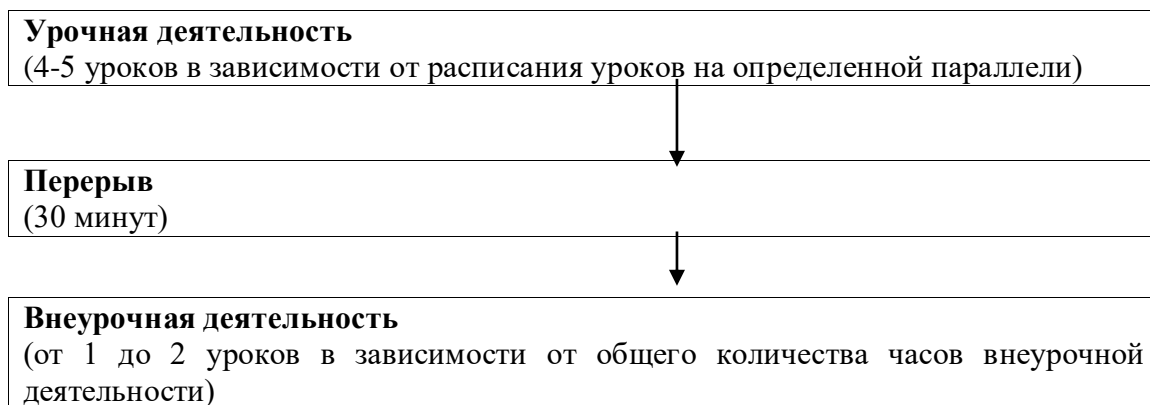 Урочная деятельность
(4-5 уроков в зависимости от расписания уроков на определенной параллели)
Перерыв
(30 минут)
Внеурочная деятельность
(от 1 до 2 уроков в зависимости от общего количества часов внеурочной
деятельности)